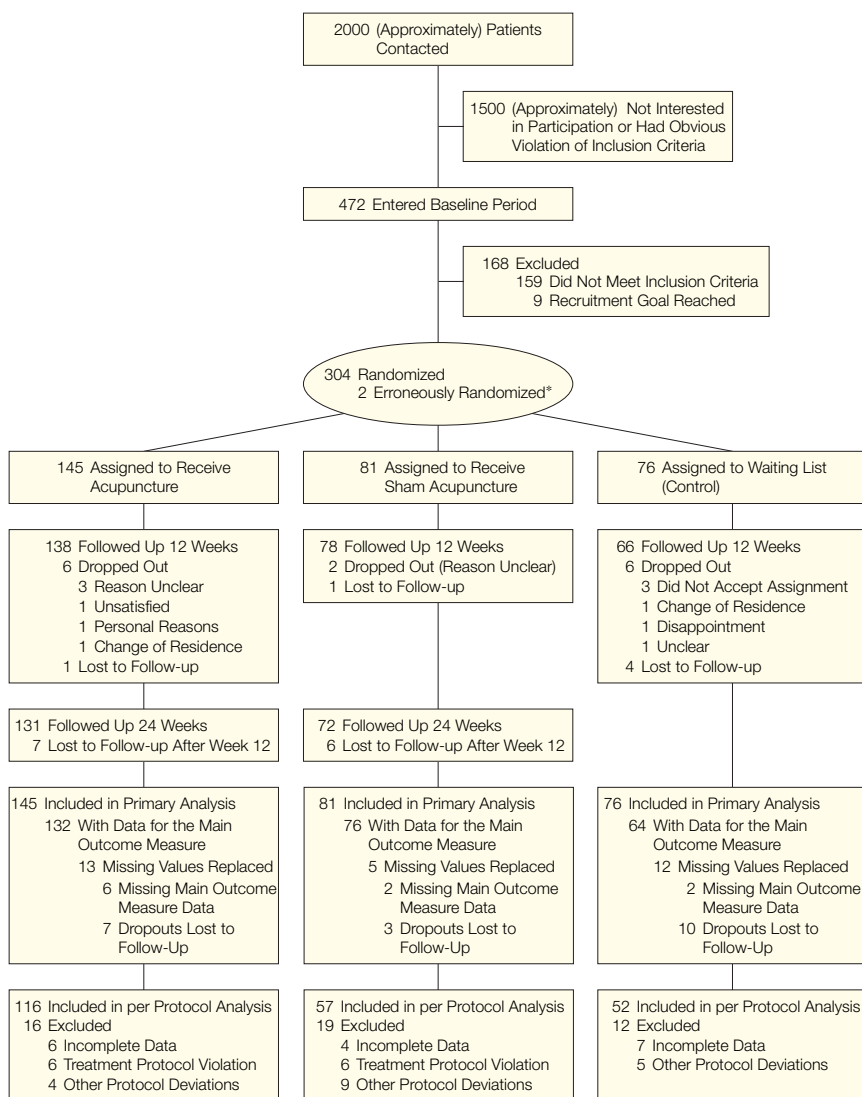 2000 (Approximately) Patients
Contacted
1500 (Approximately) Not Interested
in Participation or Had Obvious
Violation of Inclusion Criteria
472 Entered Baseline Period
168 Excluded
159 Did Not Meet Inclusion Criteria
9 Recruitment Goal Reached
304 Randomized
2 Erroneously Randomized*
145 Assigned to Receive
Acupuncture
81 Assigned to Receive
Sham Acupuncture
76 Assigned to Waiting List
(Control)
138 Followed Up 12 Weeks
6 Dropped Out
3 Reason Unclear
1 Unsatisfied
1 Personal Reasons
1 Change of Residence
1 Lost to Follow-up
78 Followed Up 12 Weeks
2 Dropped Out (Reason Unclear)
1 Lost to Follow-up
66 Followed Up 12 Weeks
6 Dropped Out
3 Did Not Accept Assignment
1 Change of Residence
1 Disappointment
1 Unclear
4 Lost to Follow-up
131 Followed Up 24 Weeks
7 Lost to Follow-up After Week 12
72 Followed Up 24 Weeks
6 Lost to Follow-up After Week 12
145 Included in Primary Analysis
132 With Data for the Main
Outcome Measure
13 Missing Values Replaced
6 Missing Main Outcome
Measure Data
7 Dropouts Lost to
Follow-Up
81 Included in Primary Analysis
76 With Data for the Main
Outcome Measure
5 Missing Values Replaced
2 Missing Main Outcome
Measure Data
3 Dropouts Lost to
Follow-Up
76 Included in Primary Analysis
64 With Data for the Main
Outcome Measure
12 Missing Values Replaced
2 Missing Main Outcome
Measure Data
10 Dropouts Lost to
Follow-Up
116 Included in per Protocol Analysis
16 Excluded
6 Incomplete Data
6 Treatment Protocol Violation
4 Other Protocol Deviations
57 Included in per Protocol Analysis
19 Excluded
4 Incomplete Data
6 Treatment Protocol Violation
9 Other Protocol Deviations
52 Included in per Protocol Analysis
12 Excluded
7 Incomplete Data
5 Other Protocol Deviations